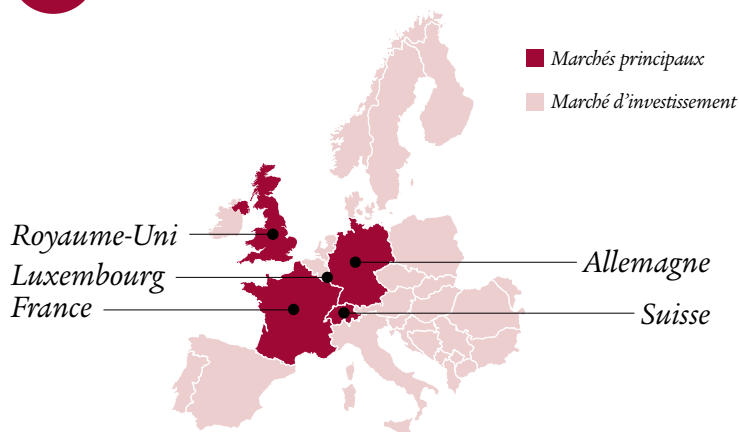 Marchés principaux
Marché d'investissement
Royaume-Uni
Luxembourg
France
Allemagne
Suisse